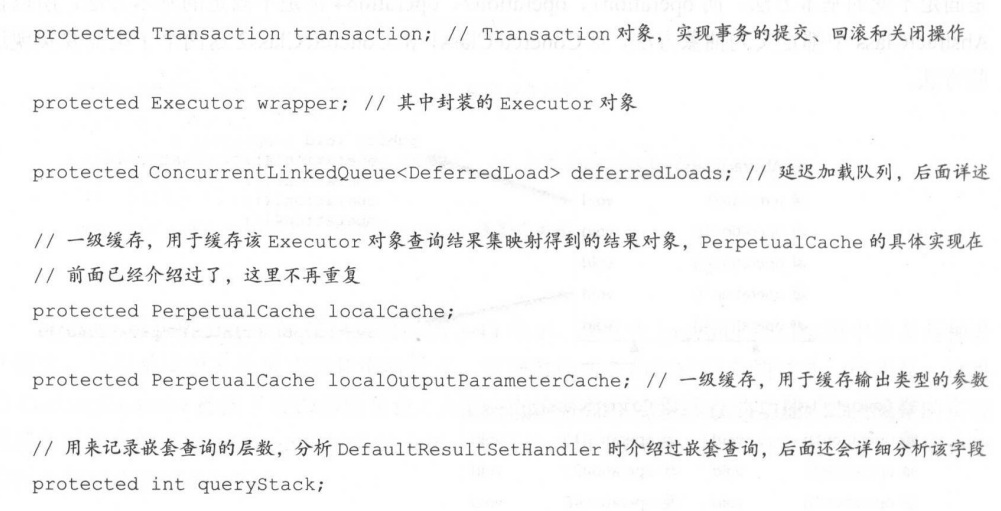 protected Transaction transaction; // Transaction 对象，实现事务的提交、回滚和关闭操作
protected Executor wrapper; // 其中封装的 Executor 对象
protected ConcurrentLinkedQueue<DeferredLoad> deferredLoads; // 延迟加载队列，后面详述
// 一级缓存，用于缓存该 Executor 对象查询结果集映射得到的结果对象，PerpetualCache 的具体实现在
// 前面已经介绍过了，这里不再重复
protected PerpetualCache localCache;
protected PerpetualCache localOutputParameterCache; // 一级缓存，用于缓存输出类型的参数
// 用来记录嵌套查询的层数，分析 DefaultResultSetHandler 时介绍过嵌套查询，后面还会详细分析该字段
protected int queryStack;